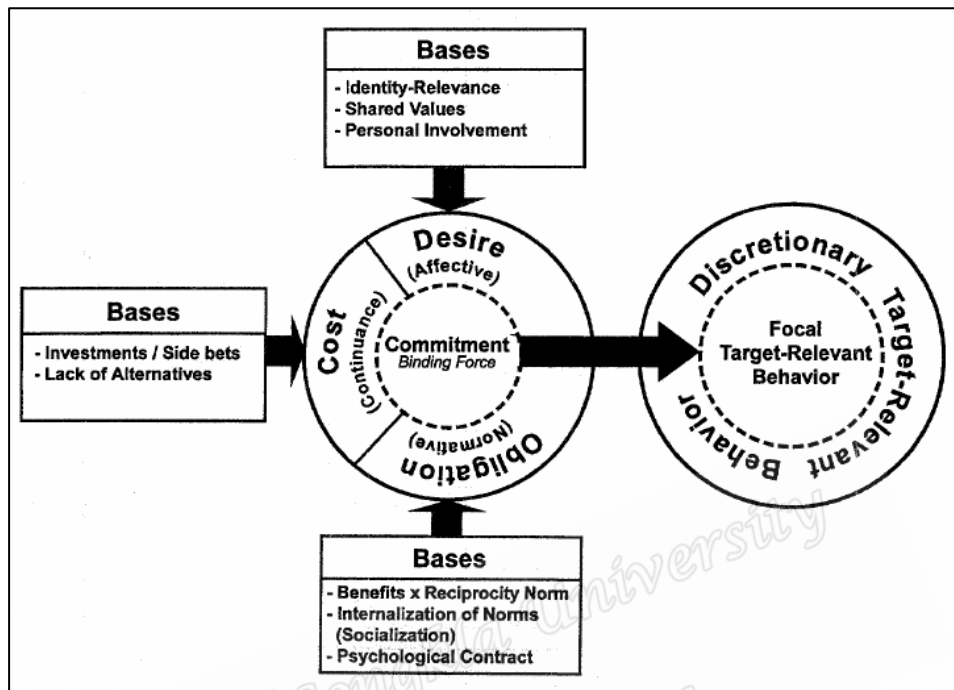 Bases
- Identity-Relevance
- Shared Values
- Personal Involvement
Bases
- Investments / Side bets
- Lack of Alternatives
Desire
(Affective)
Cost
(Continuance)
Obligation
(Normative)
Commitment
Binding Force
Discretionary Target-Relevant Behavior
Focal
Target-Relevant
Behavior
Bases
- Benefits x Reciprocity Norm
- Internalization of Norms
(Socialization)
- Psychological Contract
University